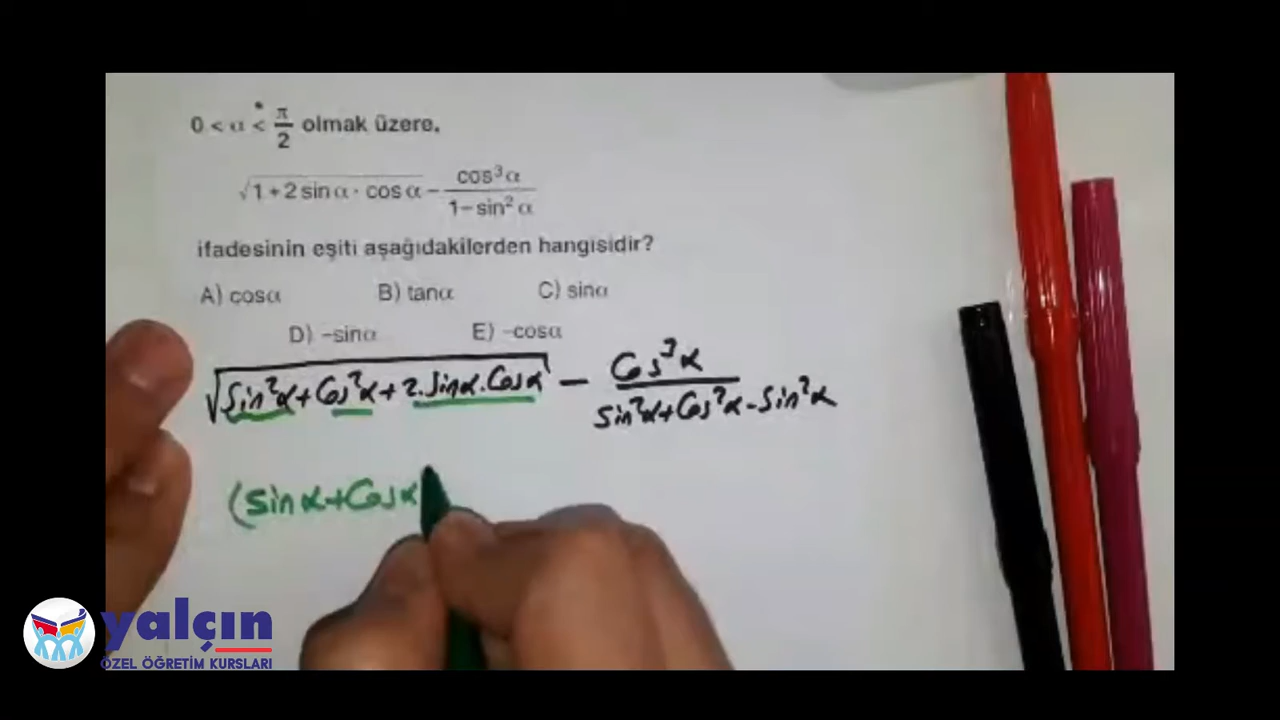 0 < α < π/2 olmak üzere,
√1 + 2 sin α · cos α − cos³α / 1 − sin² α
ifadesinin eşiti aşağıdakilerden hangisidir?
A) cosα B) tanα C) sinα
D) −sinα E) −cosα
√Sin²α + Cos²α + 2.Sinα.Cosα − Cos³α / Sin²α + Cos²α − Sin²α
(Sinα + Cosα
yalçın
ÖZEL ÖĞRETİM KURSLARI